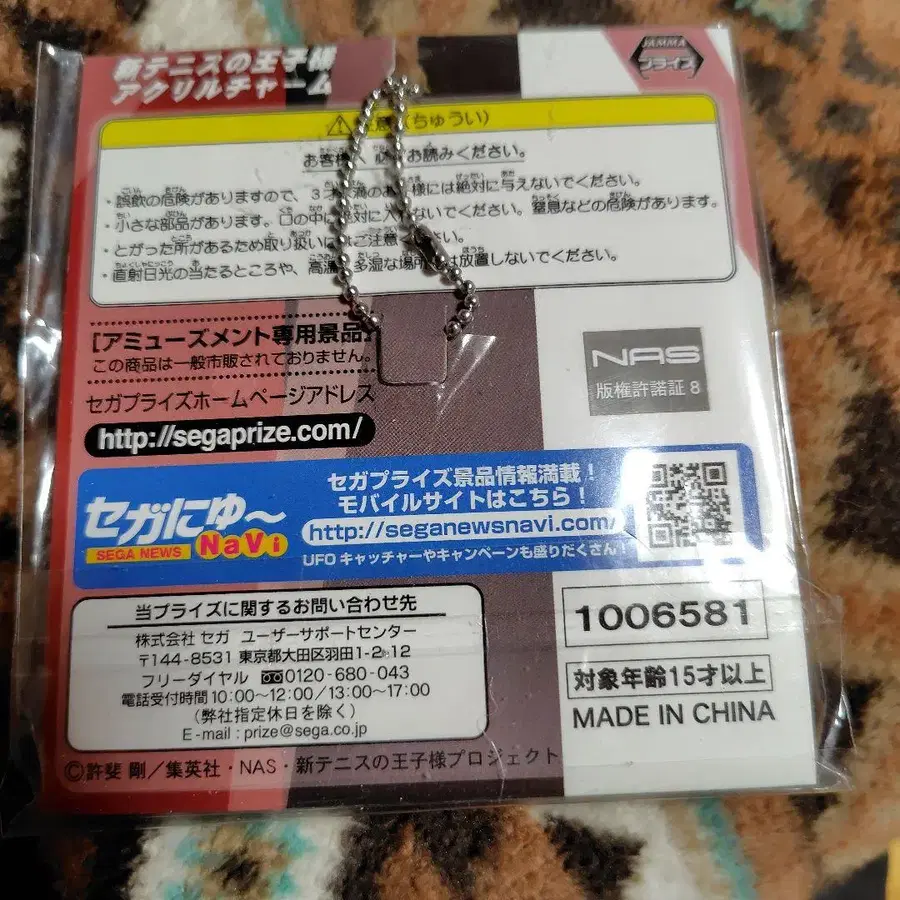 新テニスの王子様
アクリルチャーム
JAMMA
プライズ
意(ちゅうい)
お客様へ 必 お読みください。
・誤飲の危険がありますので、3才 満のお 様には絶対に与えないでください。
・小さな部品があります。口の中に絶対に入 ないでください。窒息などの危険があります。
・とがった所があるため取り扱いにはご注意ください。
・直射日光の当たるところや、高温 多湿な場所 は放置しないでください。
[アミューズメント専用景品]
この商品は一般市販されておりません。
セガプライズホームページアドレス
http://segaprize.com/
NAS
版権許諾証 8
セガにゅ〜
SEGA NEWS NaVi
セガプライズ景品情報満載!
モバイルサイトはこちら!
http://seganewsnavi.com/
UFOキャッチャーやキャンペーンも盛りだくさん!
当プライズに関するお問い合わせ先
株式会社 セガ ユーザーサポートセンター
〒144-8531 東京都大田区羽田1-2-12
フリーダイヤル 0120-680-043
電話受付時間 10:00〜12:00/13:00〜17:00
(弊社指定休日を除く)
E-mail:prize@sega.co.jp
1006581
対象年齢15才以上
MADE IN CHINA
©許斐 剛/集英社・NAS・新テニスの王子様プロジェクト